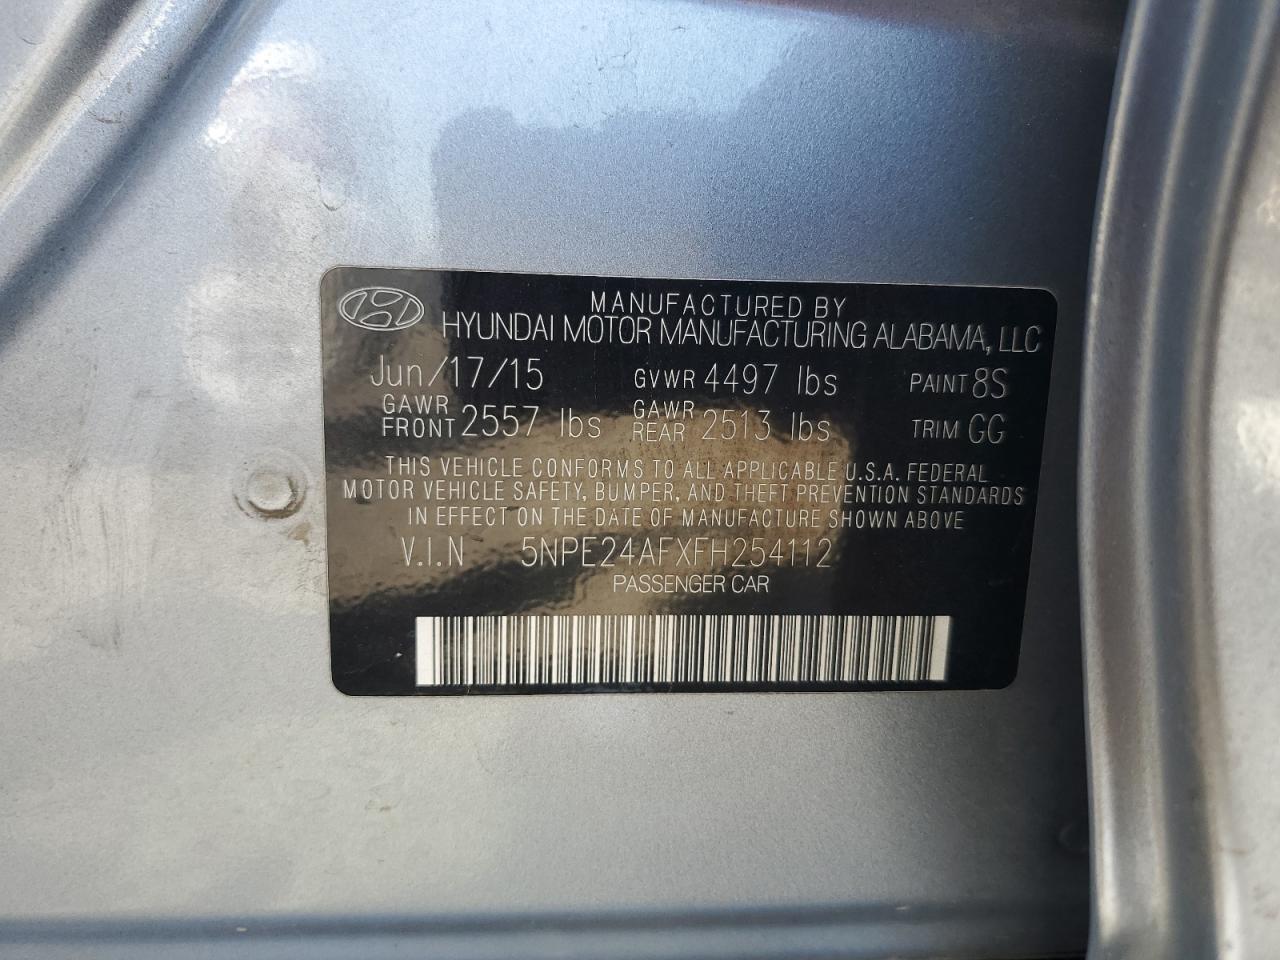 MANUFACTURED BY
HYUNDAI MOTOR MANUFACTURING ALABAMA, LLC
Jun/17/15 GVWR 4497 lbs PAINT 8S
GAWR FRONT 2557 lbs GAWR REAR 2513 lbs TRIM GG
THIS VEHICLE CONFORMS TO ALL APPLICABLE U.S.A. FEDERAL
MOTOR VEHICLE SAFETY, BUMPER, AND THEFT PREVENTION STANDARDS
IN EFFECT ON THE DATE OF MANUFACTURE SHOWN ABOVE
V.I.N 5NPE24AFXFH254112
PASSENGER CAR